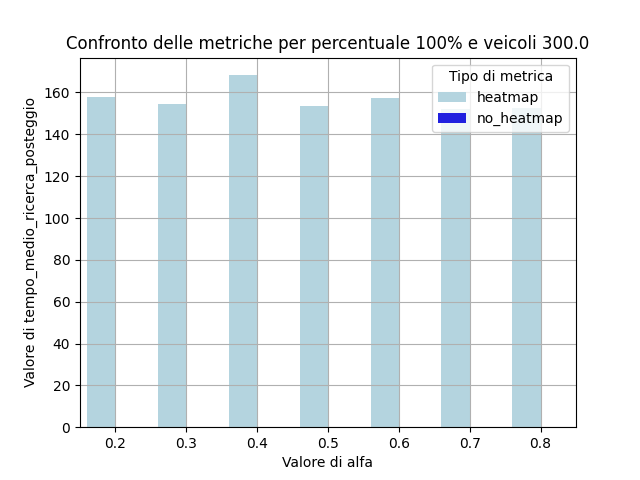 Confronto delle metriche per percentuale 100% e veicoli 300.0
Tipo di metrica
heatmap
no_heatmap
Valore di tempo_medio_ricerca_posteggio
160
140
120
100
80
60
40
20
0
0.2 0.3 0.4 0.5 0.6 0.7 0.8
Valore di alfa